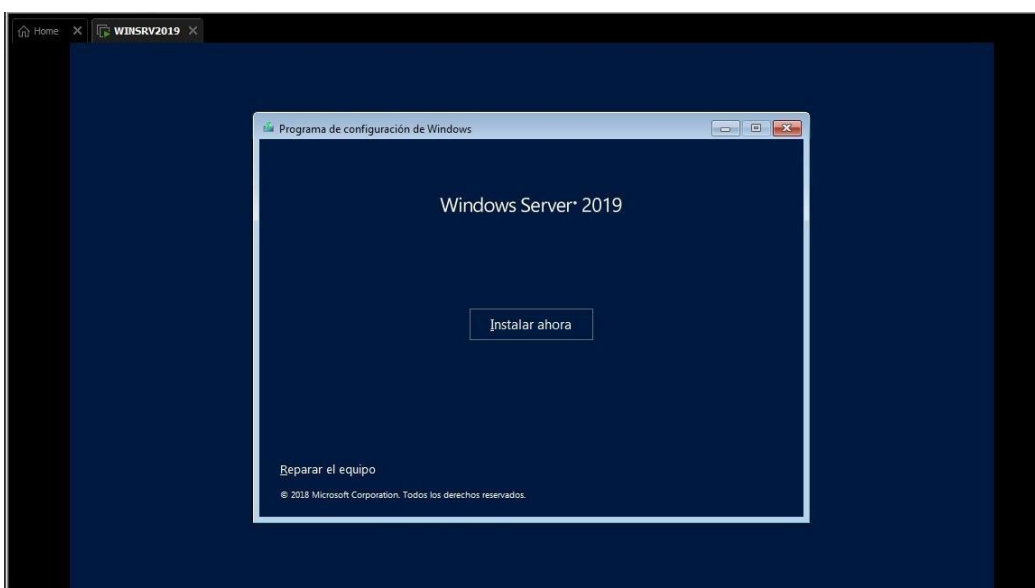 Home
WINSRV2019
Programa de configuración de Windows
Windows Server® 2019
Instalar ahora
Reparar el equipo
© 2018 Microsoft Corporation. Todos los derechos reservados.